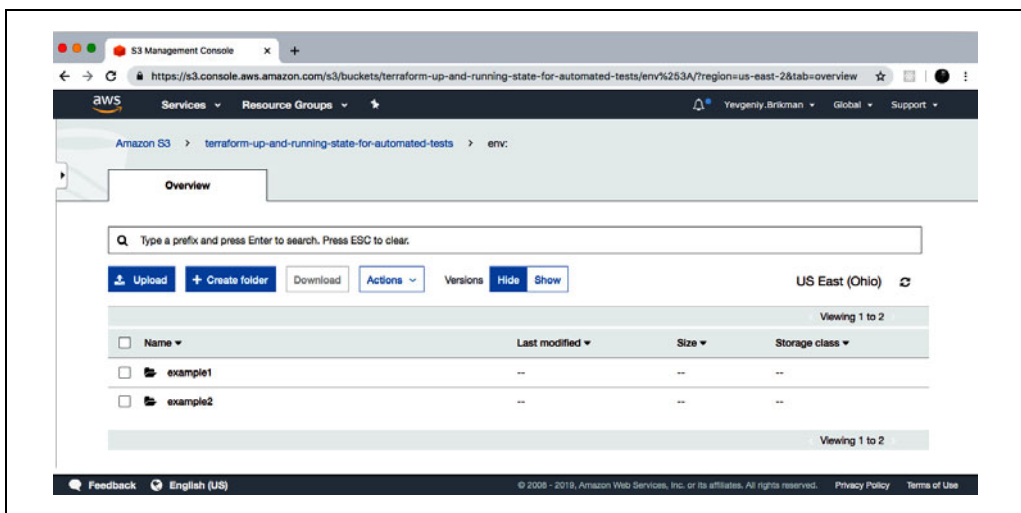 S3 Management Console
https://s3.console.aws.amazon.com/s3/buckets/terraform-up-and-running-state-for-automated-tests/env%253A/?region=us-east-2&tab=overview
aws Services Resource Groups Yevgeniy.Brikman Global Support
Amazon S3 > terraform-up-and-running-state-for-automated-tests > env:
Overview
Type a prefix and press Enter to search. Press ESC to clear.
Upload + Create folder Download Actions Versions Hide Show US East (Ohio)
Viewing 1 to 2
Name Last modified Size Storage class
example1 -- -- --
example2 -- -- --
Viewing 1 to 2
Feedback English (US) © 2008 - 2019, Amazon Web Services, Inc. or its affiliates. All rights reserved. Privacy Policy Terms of Use